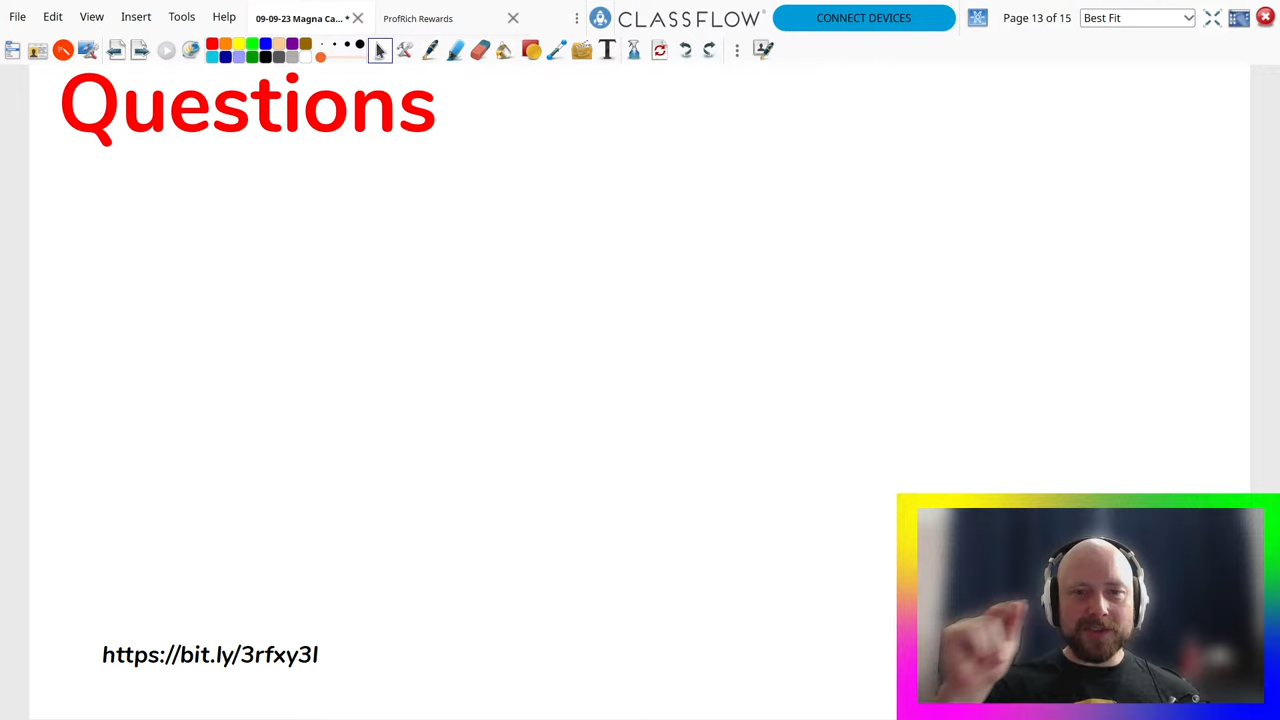 File Edit View Insert Tools Help
09-09-23 Magna Ca... *
ProfRich Rewards
CLASSFLOW
CONNECT DEVICES
Page 13 of 15
Best Fit
T
Questions
https://bit.ly/3rfxy3I